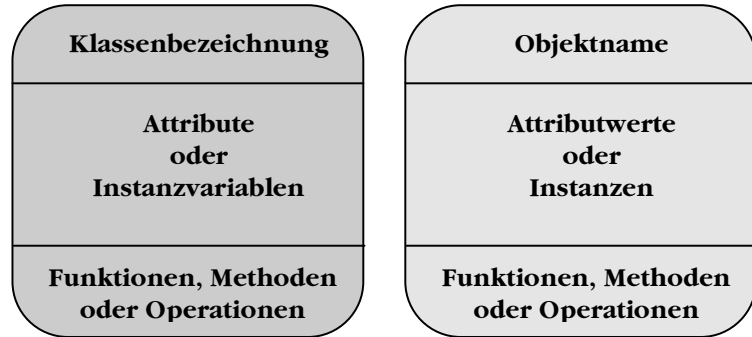 Klassenbezeichnung
Attribute
oder
Instanzvariablen
Funktionen, Methoden
oder Operationen
Objektname
Attributwerte
oder
Instanzen
Funktionen, Methoden
oder Operationen